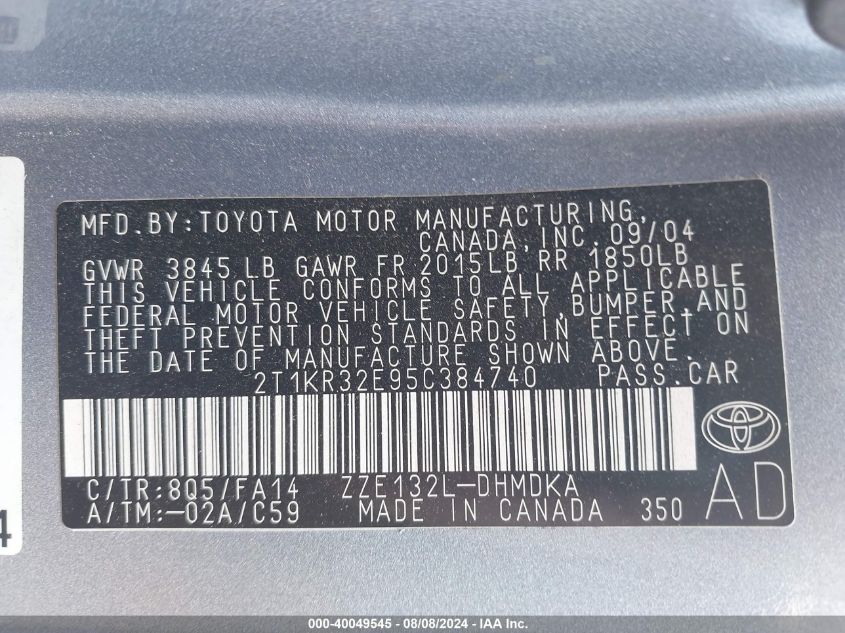 MFD.BY:TOYOTA MOTOR MANUFACTURING,
CANADA,INC.09/04
GVWR 3845LB GAWR FR 2015LB RR 1850LB
THIS VEHICLE CONFORMS TO ALL APPLICABLE
FEDERAL MOTOR VEHICLE SAFETY,BUMPER,AND
THEFT PREVENTION STANDARDS IN EFFECT ON
THE DATE OF MANUFACTURE SHOWN ABOVE.
2T1KR32E95C384740 PASS.CAR
C/TR:8Q5/FA14 ZZE132L-DHMDKA
A/TM:-02A/C59 MADE IN CANADA 350
AD
4
000-40049545 - 08/08/2024 - IAA Inc.